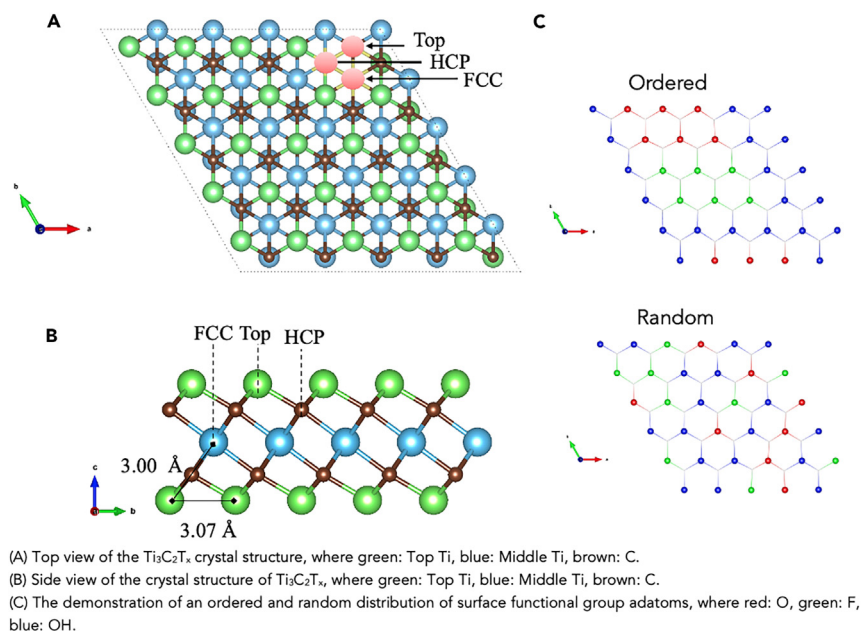 A
C
Top
HCP
FCC
Ordered
b
a
Random
B
FCC Top HCP
3.00 Å
3.07 Å
c
b
(A) Top view of the Ti₃C₂Tₓ crystal structure, where green: Top Ti, blue: Middle Ti, brown: C.
(B) Side view of the crystal structure of Ti₃C₂Tₓ, where green: Top Ti, blue: Middle Ti, brown: C.
(C) The demonstration of an ordered and random distribution of surface functional group adatoms, where red: O, green: F,
blue: OH.